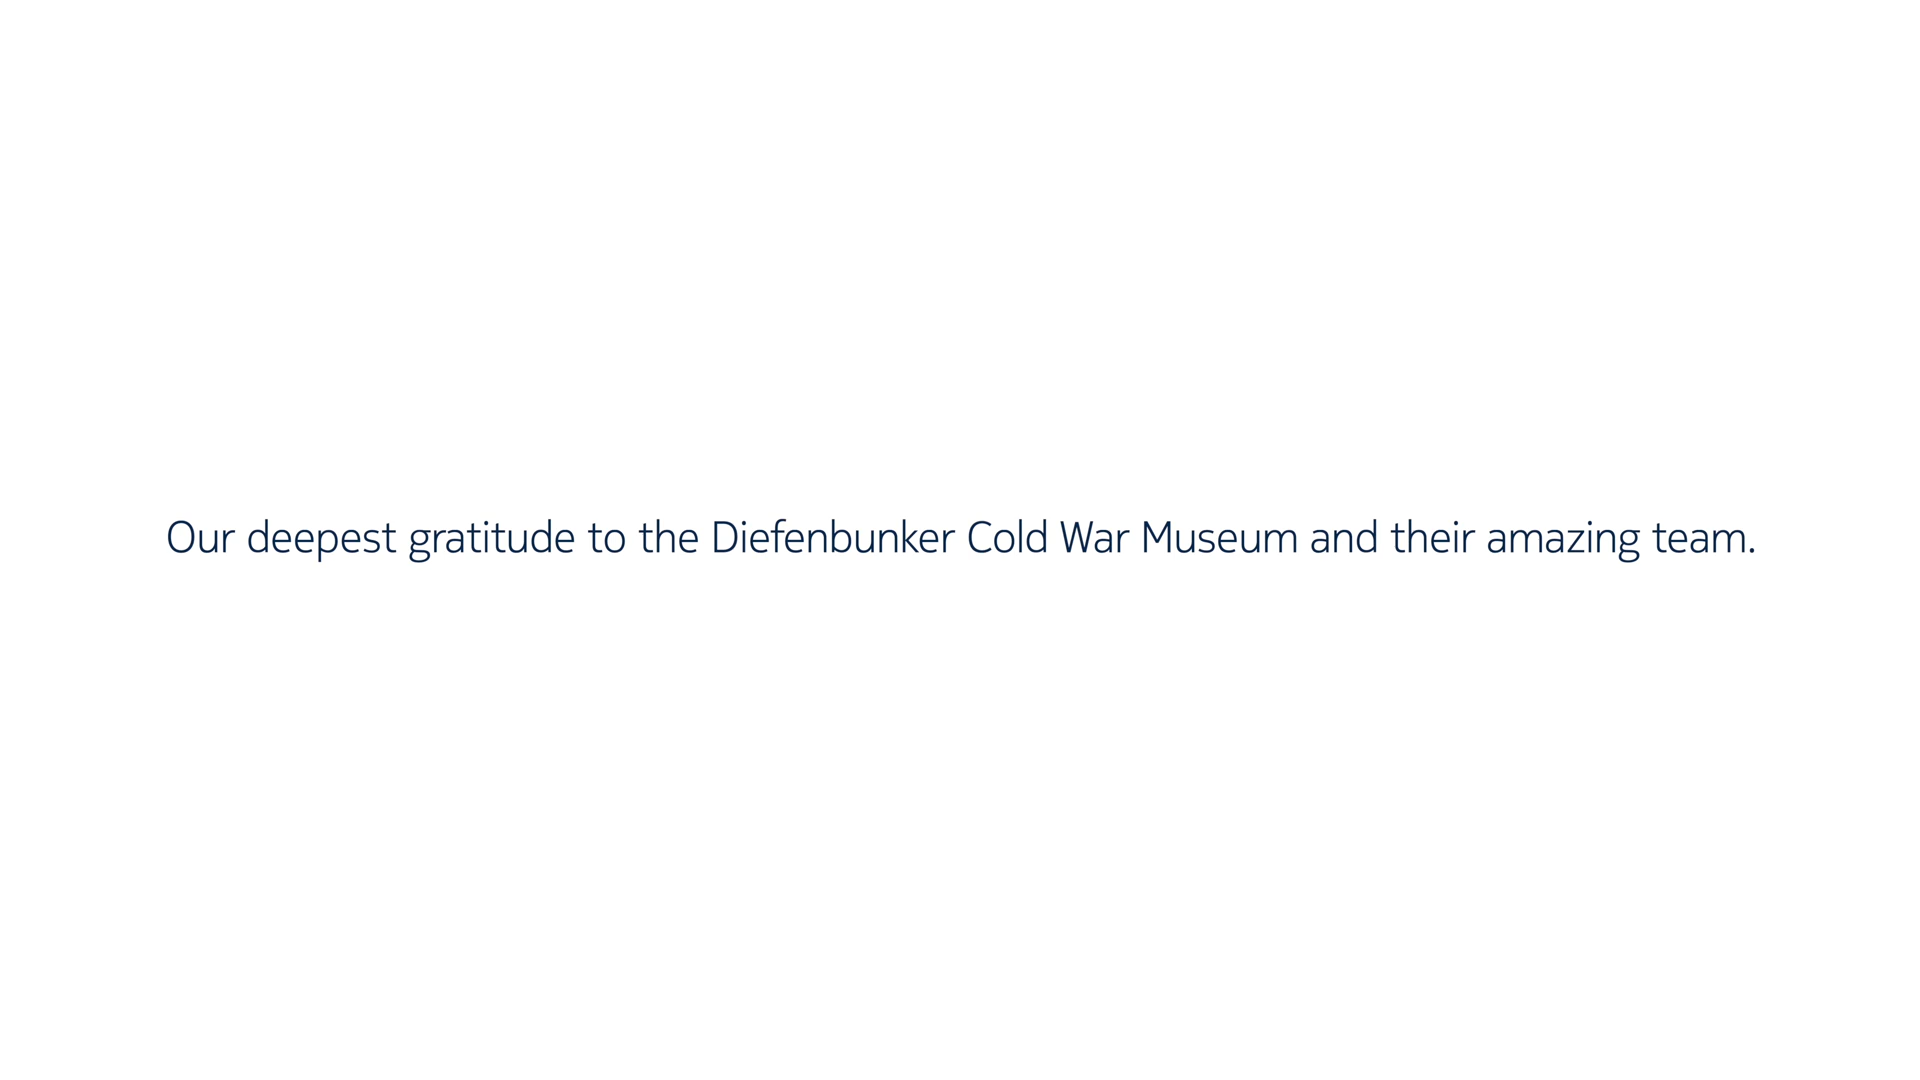 Our deepest gratitude to the Diefenbunker Cold War Museum and their amazing team.